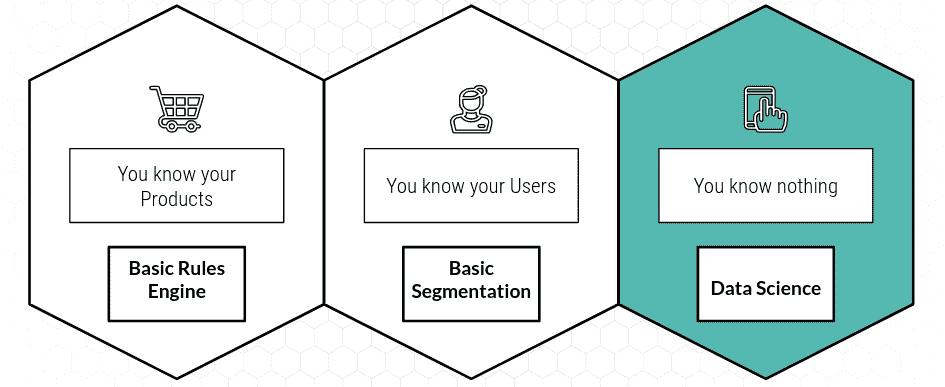 You know your
Products
Basic Rules
Engine
You know your Users
Basic
Segmentation
You know nothing
Data Science